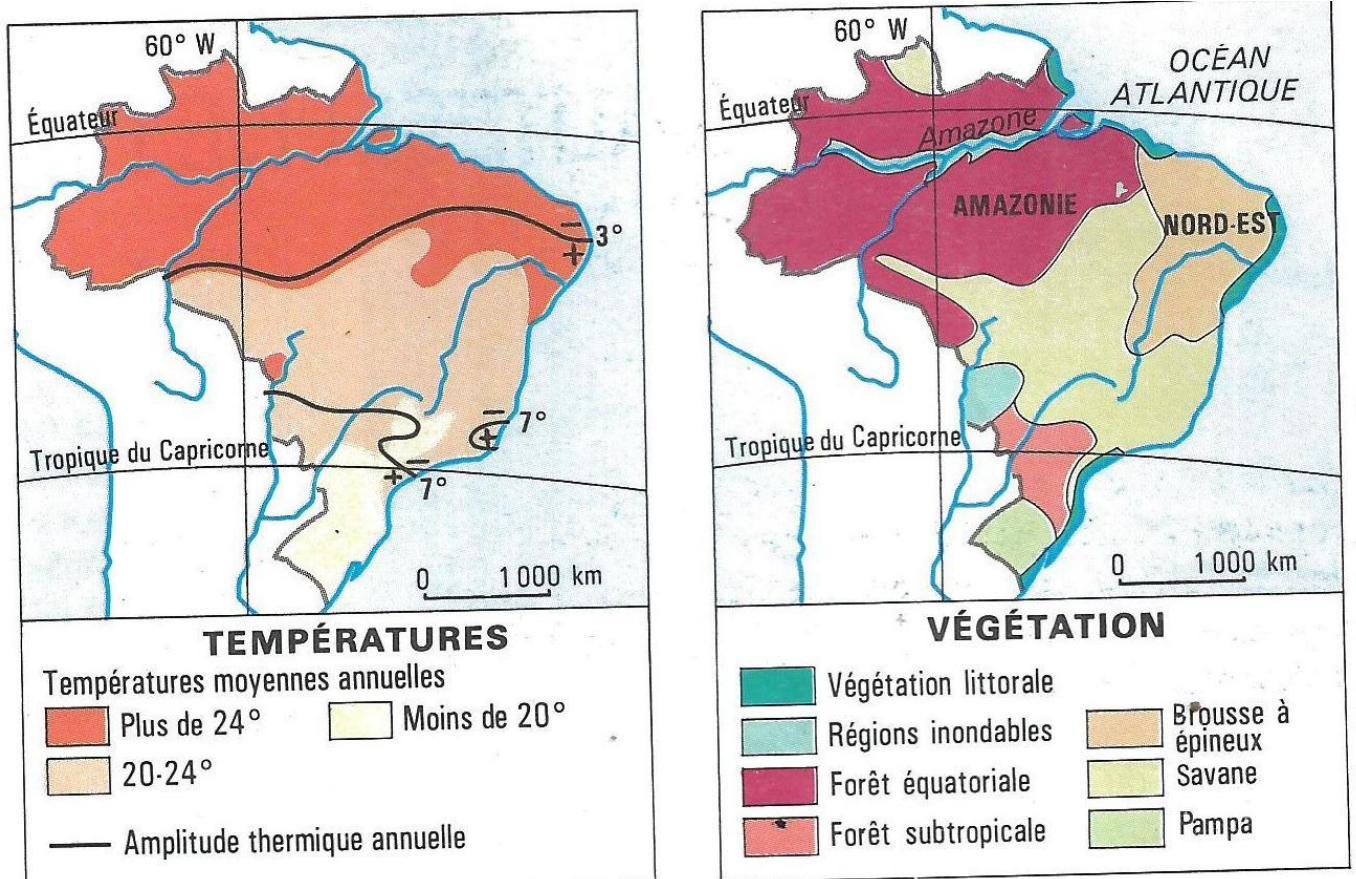 60° W
Équateur
3°
7°
Tropique du Capricorne
7°
0 1 000 km
TEMPÉRATURES
Températures moyennes annuelles
Plus de 24°
Moins de 20°
20-24°
Amplitude thermique annuelle
60° W
OCÉAN
ATLANTIQUE
Équateur
Amazone
AMAZONIE
NORD-EST
Tropique du Capricorne
0 1 000 km
VÉGÉTATION
Végétation littorale
Régions inondables
Forêt équatoriale
Forêt subtropicale
Brousse à
épineux
Savane
Pampa